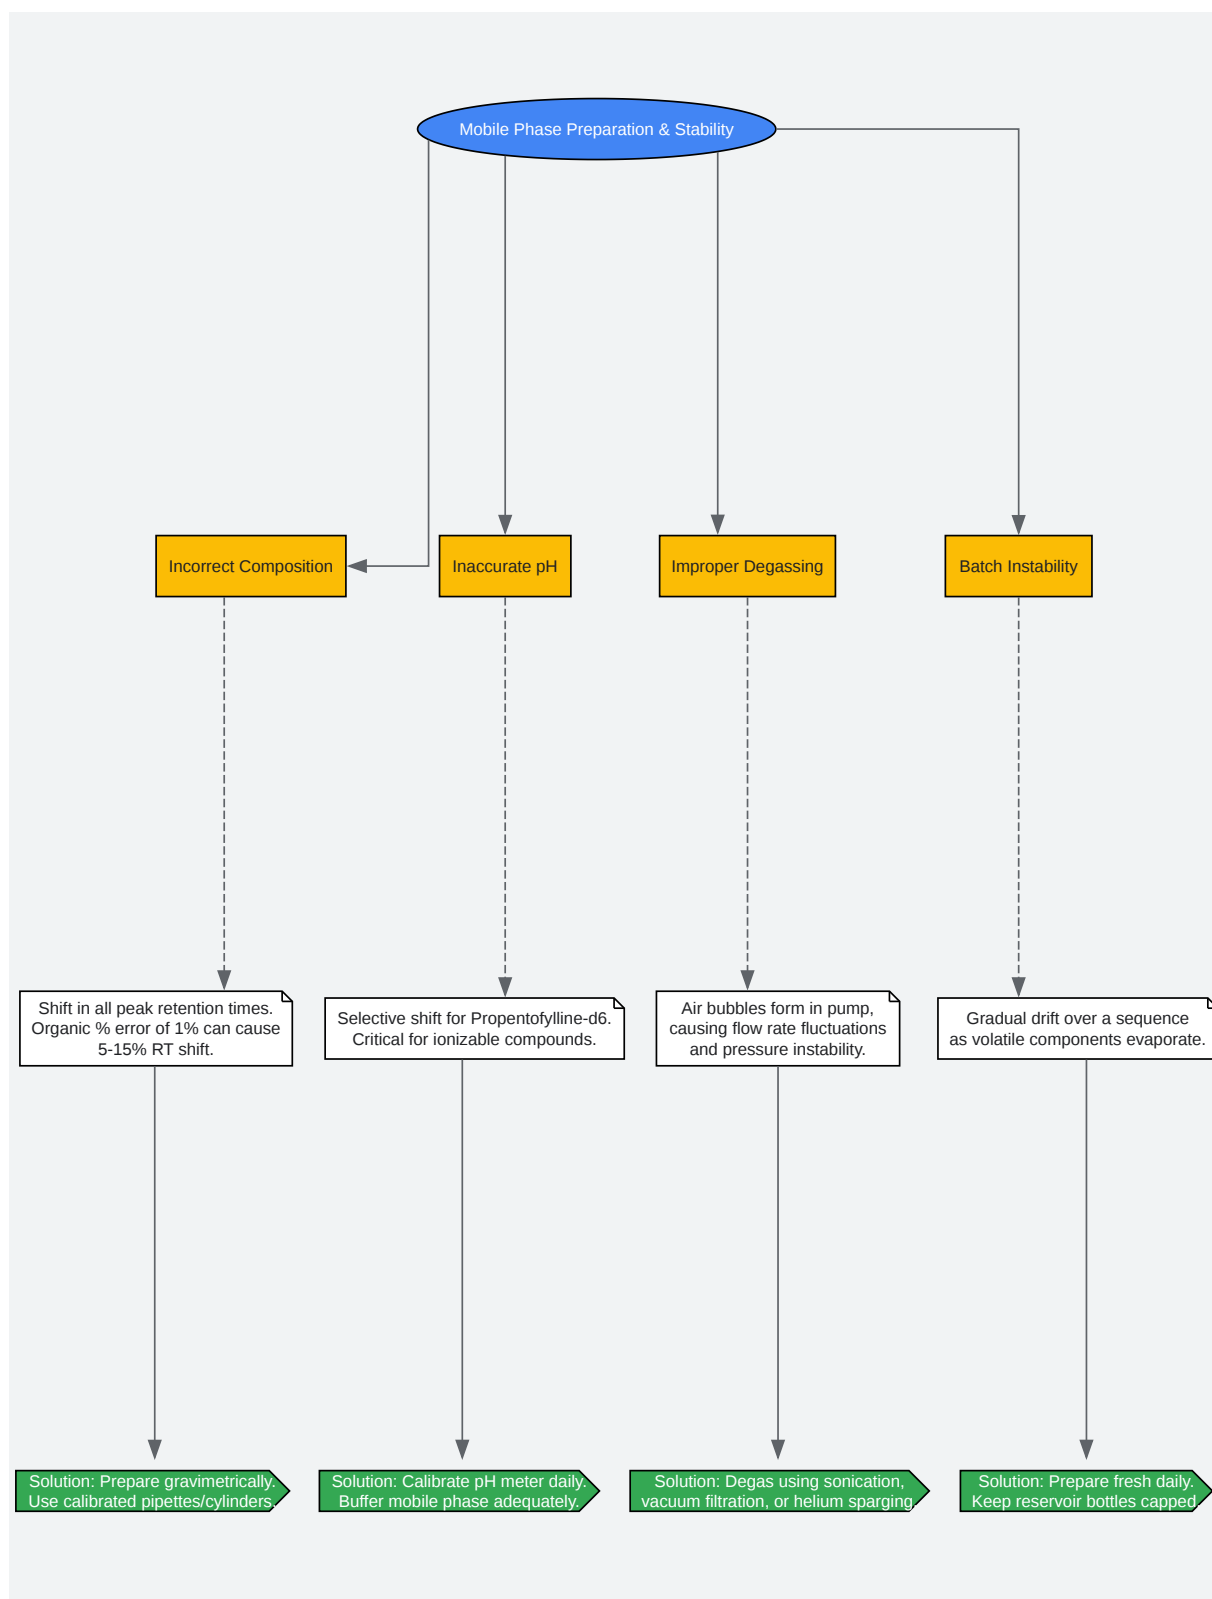 Mobile Phase Preparation & Stability
Incorrect Composition
Inaccurate pH
Improper Degassing
Batch Instability
Shift in all peak retention times.
Organic % error of 1% can cause
5-15% RT shift.
Selective shift for Propentofylline-d6.
Critical for ionizable compounds.
Air bubbles form in pump,
causing flow rate fluctuations
and pressure instability.
Gradual drift over a sequence
as volatile components evaporate.
Solution: Prepare gravimetrically.
Use calibrated pipettes/cylinders.
Solution: Calibrate pH meter daily.
Buffer mobile phase adequately.
Solution: Degas using sonication,
vacuum filtration, or helium sparging.
Solution: Prepare fresh daily.
Keep reservoir bottles capped.